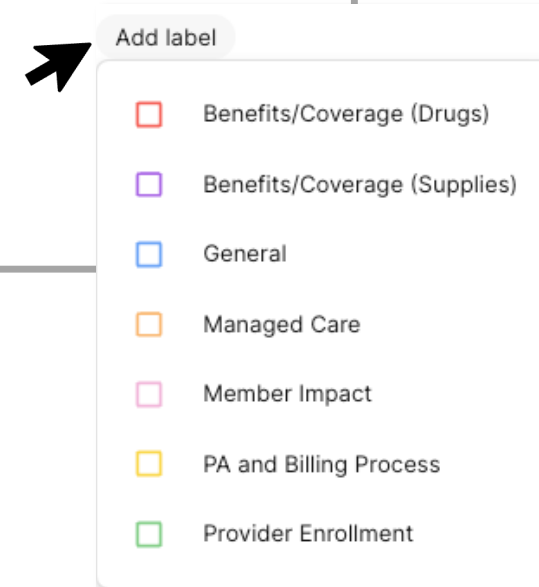 Add label
Benefits/Coverage (Drugs)
Benefits/Coverage (Supplies)
General
Managed Care
Member Impact
PA and Billing Process
Provider Enrollment